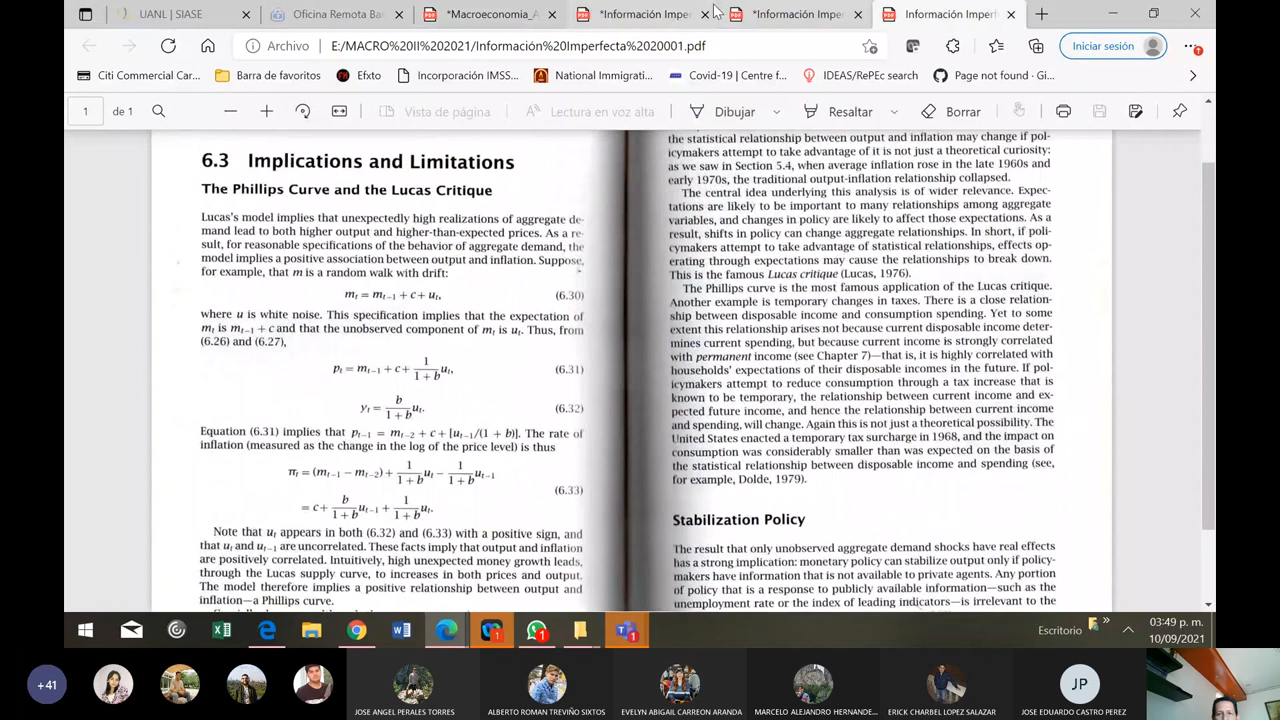 UANL | SIASE
Oficina Remota Ba
*Macroeconomia_A
*Información Impe
*Información Impe
Información Imperf
Archivo
E:/MACRO%20II%202021/Información%20Imperfecta%2020001.pdf
Iniciar sesión
Citi Commercial Car...
Barra de favoritos
Efxto
Incorporación IMSS...
National Immigrati...
Covid-19 | Centre f...
IDEAS/RePEc search
Page not found · Gi...
1
de 1
Vista de página
Lectura en voz alta
Dibujar
Resaltar
Borrar
6.3 Implications and Limitations
The Phillips Curve and the Lucas Critique
Lucas's model implies that unexpectedly high realizations of aggregate de-
mand lead to both higher output and higher-than-expected prices. As a re-
sult, for reasonable specifications of the behavior of aggregate demand, the
model implies a positive association between output and inflation. Suppose,
for example, that m is a random walk with drift:
mt = mt−1 + c + ut, (6.30)
where u is white noise. This specification implies that the expectation of
mt is mt−1 + c and that the unobserved component of mt is ut. Thus, from
(6.26) and (6.27),
pt = mt−1 + c + 1/(1 + b) ut, (6.31)
yt = b/(1 + b) ut. (6.32)
Equation (6.31) implies that pt−1 = mt−2 + c + [ut−1/(1 + b)]. The rate of
inflation (measured as the change in the log of the price level) is thus
πt = (mt−1 − mt−2) + 1/(1 + b) ut − 1/(1 + b) ut−1
(6.33)
= c + b/(1 + b) ut−1 + 1/(1 + b) ut.
Note that ut appears in both (6.32) and (6.33) with a positive sign, and
that ut and ut−1 are uncorrelated. These facts imply that output and inflation
are positively correlated. Intuitively, high unexpected money growth leads,
through the Lucas supply curve, to increases in both prices and output.
The model therefore implies a positive relationship between output and
inflation—a Phillips curve.
the statistical relationship between output and inflation may change if pol-
icymakers attempt to take advantage of it is not just a theoretical curiosity:
as we saw in Section 5.4, when average inflation rose in the late 1960s and
early 1970s, the traditional output-inflation relationship collapsed.
The central idea underlying this analysis is of wider relevance. Expec-
tations are likely to be important to many relationships among aggregate
variables, and changes in policy are likely to affect those expectations. As a
result, shifts in policy can change aggregate relationships. In short, if poli-
cymakers attempt to take advantage of statistical relationships, effects op-
erating through expectations may cause the relationships to break down.
This is the famous Lucas critique (Lucas, 1976).
The Phillips curve is the most famous application of the Lucas critique.
Another example is temporary changes in taxes. There is a close relation-
ship between disposable income and consumption spending. Yet to some
extent this relationship arises not because current disposable income deter-
mines current spending, but because current income is strongly correlated
with permanent income (see Chapter 7)—that is, it is highly correlated with
households' expectations of their disposable incomes in the future. If pol-
icymakers attempt to reduce consumption through a tax increase that is
known to be temporary, the relationship between current income and ex-
pected future income, and hence the relationship between current income
and spending, will change. Again this is not just a theoretical possibility. The
United States enacted a temporary tax surcharge in 1968, and the impact on
consumption was considerably smaller than was expected on the basis of
the statistical relationship between disposable income and spending (see,
for example, Dolde, 1979).
Stabilization Policy
The result that only unobserved aggregate demand shocks have real effects
has a strong implication: monetary policy can stabilize output only if policy-
makers have information that is not available to private agents. Any portion
of policy that is a response to publicly available information—such as the
unemployment rate or the index of leading indicators—is irrelevant to the
Escritorio
03:49 p. m.
10/09/2021
+41
JOSE ANGEL PERALES TORRES
ALBERTO ROMAN TREVIÑO SIXTOS
EVELYN ABIGAIL CARREON ARANDA
MARCELO ALEJANDRO HERNANDE...
ERICK CHARBEL LOPEZ SALAZAR
JP
JOSE EDUARDO CASTRO PEREZ